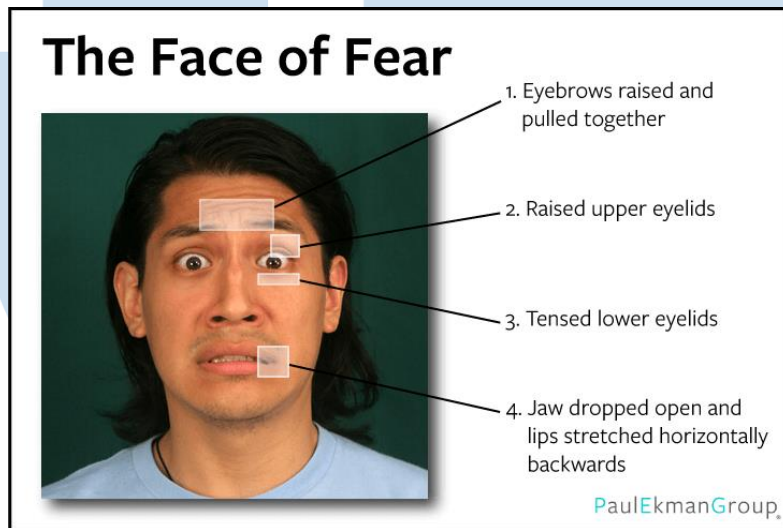 The Face of Fear
1. Eyebrows raised and
pulled together
2. Raised upper eyelids
3. Tensed lower eyelids
4. Jaw dropped open and
lips stretched horizontally
backwards
PaulEkmanGroup®